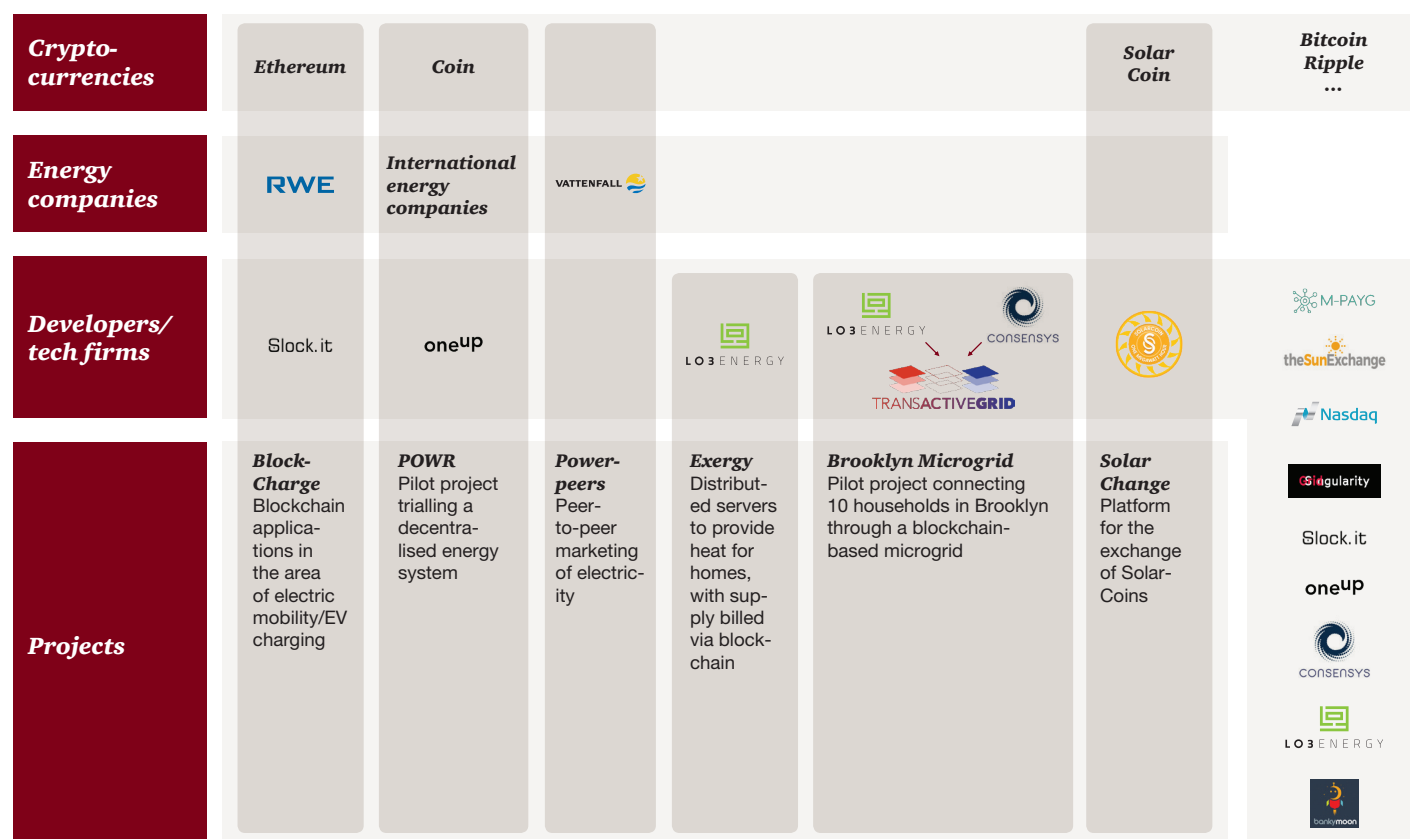 Crypto-
currencies
Ethereum
Coin
Solar
Coin
Bitcoin
Ripple
...
Energy
companies
RWE
International
energy
companies
VATTENFALL
Developers/
tech firms
Slock.it
oneup
LO3ENERGY
LO3ENERGY
CONSENSYS
TRANSACTIVEGRID
M-PAYG
theSunExchange
Nasdaq
Gridsingularity
Slock.it
oneup
CONSENSYS
LO3ENERGY
bankymoon
Projects
Block-
Charge
Blockchain
applica-
tions in
the area
of electric
mobility/EV
charging
POWR
Pilot project
trialling a
decentra-
lised energy
system
Power-
peers
Peer-
to-peer
marketing
of electric-
ity
Exergy
Distribut-
ed servers
to provide
heat for
homes,
with sup-
ply billed
via block-
chain
Brooklyn Microgrid
Pilot project connecting
10 households in Brooklyn
through a blockchain-
based microgrid
Solar
Change
Platform
for the
exchange
of Solar-
Coins